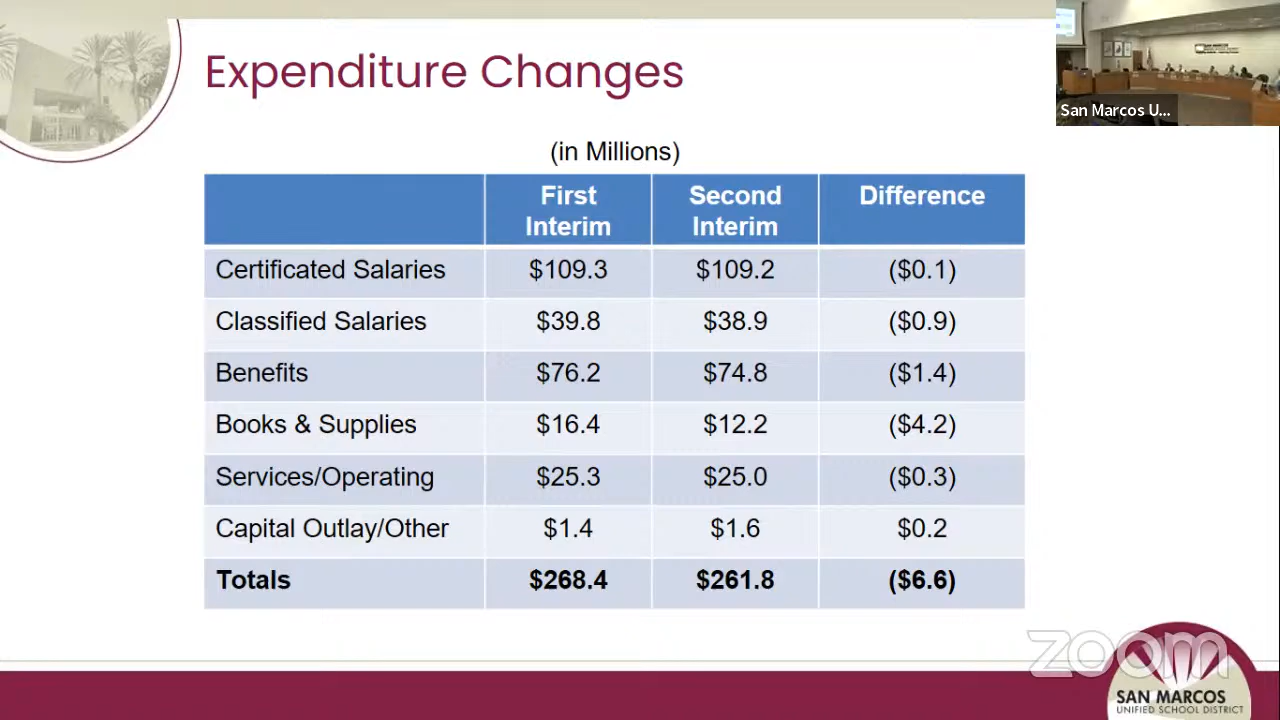 Expenditure Changes
San Marcos U...
(in Millions)
First Interim Second Interim Difference
Certificated Salaries $109.3 $109.2 ($0.1)
Classified Salaries $39.8 $38.9 ($0.9)
Benefits $76.2 $74.8 ($1.4)
Books & Supplies $16.4 $12.2 ($4.2)
Services/Operating $25.3 $25.0 ($0.3)
Capital Outlay/Other $1.4 $1.6 $0.2
Totals $268.4 $261.8 ($6.6)
zoom
SAN MARCOS
UNIFIED SCHOOL DISTRICT